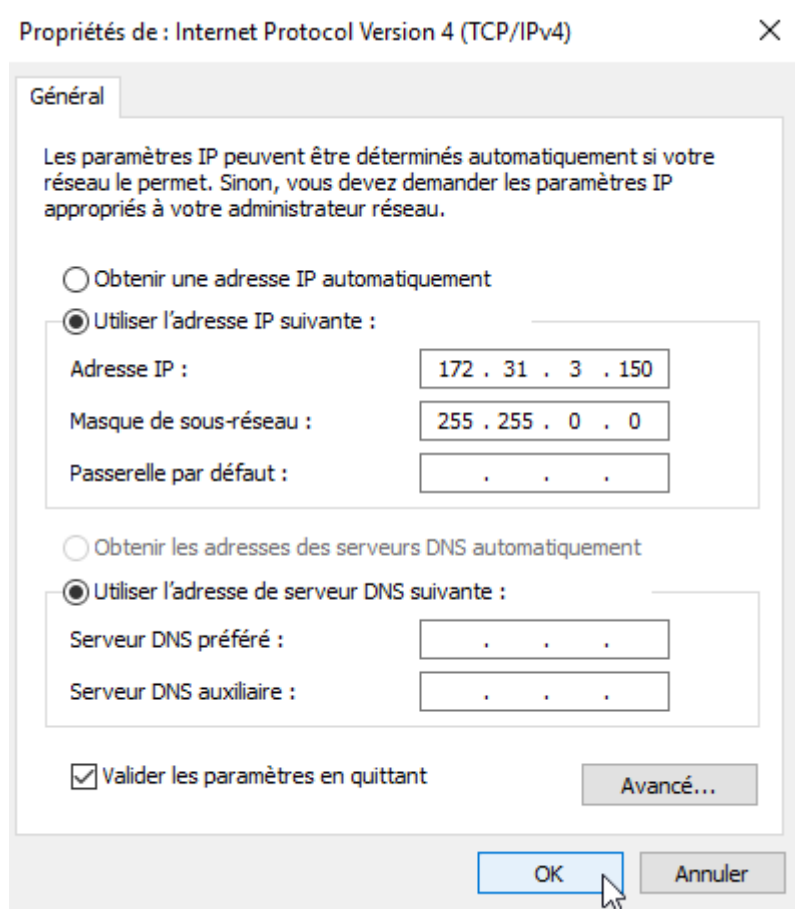 Propriétés de : Internet Protocol Version 4 (TCP/IPv4)
Général
Les paramètres IP peuvent être déterminés automatiquement si votre
réseau le permet. Sinon, vous devez demander les paramètres IP
appropriés à votre administrateur réseau.
Obtenir une adresse IP automatiquement
Utiliser l'adresse IP suivante :
Adresse IP : 172 . 31 . 3 . 150
Masque de sous-réseau : 255 . 255 . 0 . 0
Passerelle par défaut : . . .
Obtenir les adresses des serveurs DNS automatiquement
Utiliser l'adresse de serveur DNS suivante :
Serveur DNS préféré : . . .
Serveur DNS auxiliaire : . . .
Valider les paramètres en quittant
Avancé...
OK Annuler